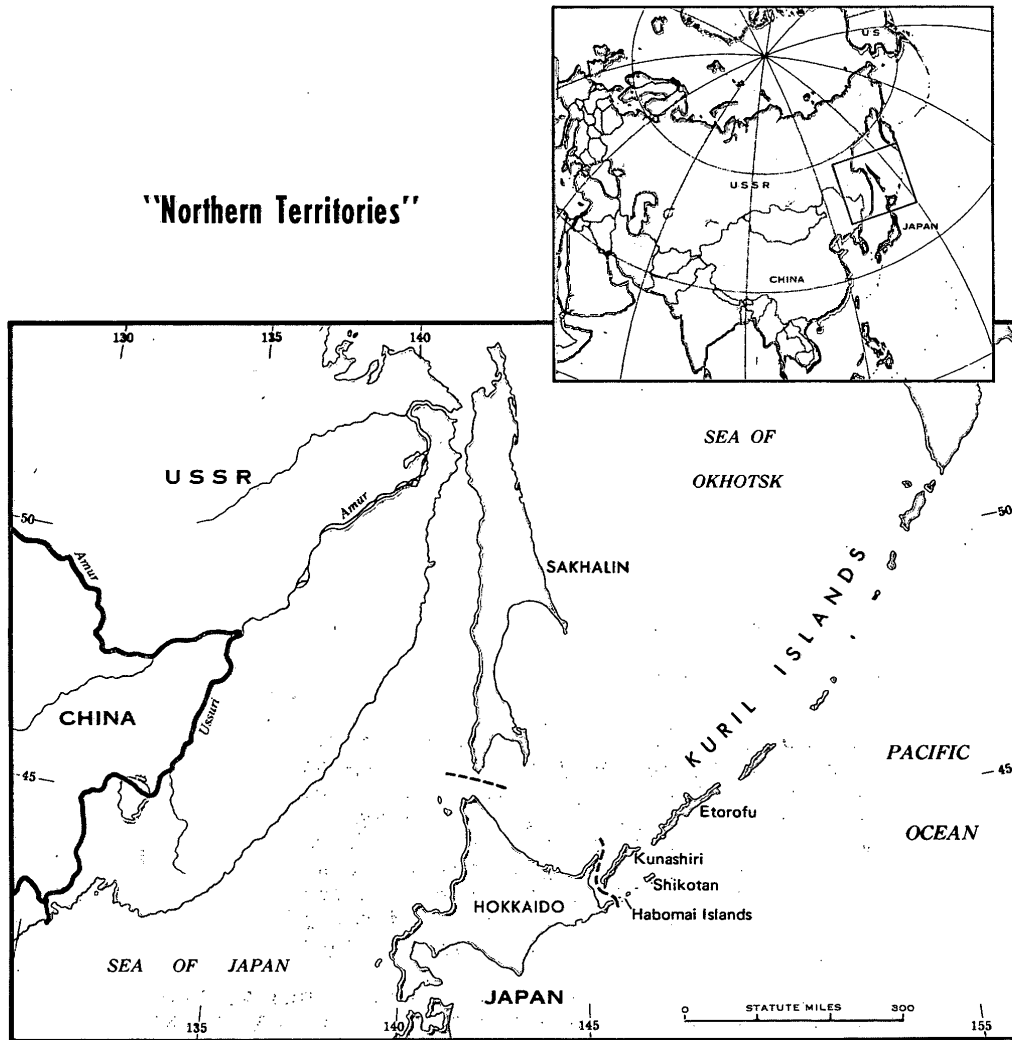 "Northern Territories"
US
USSR
JAPAN
CHINA
130
135
140
SEA OF
OKHOTSK
USSR
Amur
50
50
Amur
SAKHALIN
KURIL ISLANDS
CHINA
Ussuri
PACIFIC
45
45
Etorofu
OCEAN
Kunashiri
Shikotan
HOKKAIDO
Habomai Islands
SEA OF JAPAN
JAPAN
0 STATUTE MILES 300
135
140
145
155